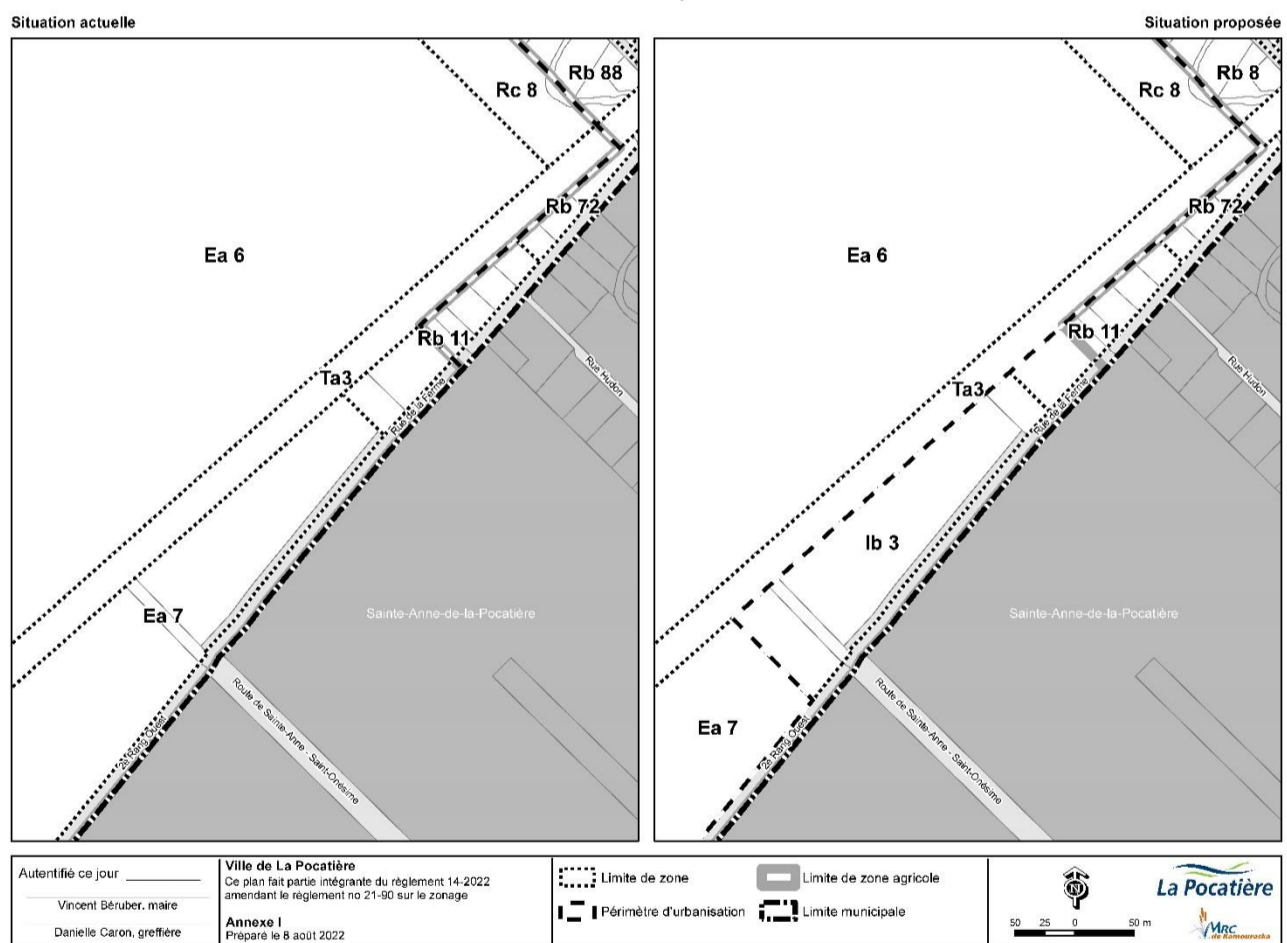 Situation actuelle
Situation proposée
Rb 88
Rc 8
Rb 72
Ea 6
Rb 11
Ta3
Rue Hudon
Rue de la Ferme
Ea 7
Sainte-Anne-de-la-Pocatière
Route de Sainte-Anne - Saint-Onésime
2e Rang Ouest
Rb 8
Rc 8
Rb 72
Ea 6
Rb 11
Ta3
Rue Hudon
Rue de la Ferme
Ib 3
Sainte-Anne-de-la-Pocatière
Route de Sainte-Anne - Saint-Onésime
Ea 7
2e Rang Ouest
Autentifié ce jour
Vincent Béruber. maire
Danielle Caron, greffière
Ville de La Pocatière
Ce plan fait partie intégrante du règlement 14-2022
amendant le règlement no 21-90 sur le zonage
Annexe I
Préparé le 8 août 2022
Limite de zone
Limite de zone agricole
Périmètre d'urbanisation
Limite municipale
N
50 25 0 50 m
La Pocatière
MRC
de Kamouraska